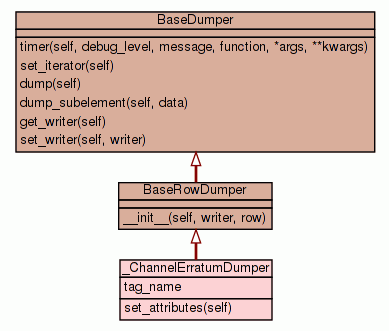 BaseDumper
timer(self, debug_level, message, function, *args, **kwargs)
set_iterator(self)
dump(self)
dump_subelement(self, data)
get_writer(self)
set_writer(self, writer)
BaseRowDumper
__init__(self, writer, row)
_ChannelErratumDumper
tag_name
set_attributes(self)